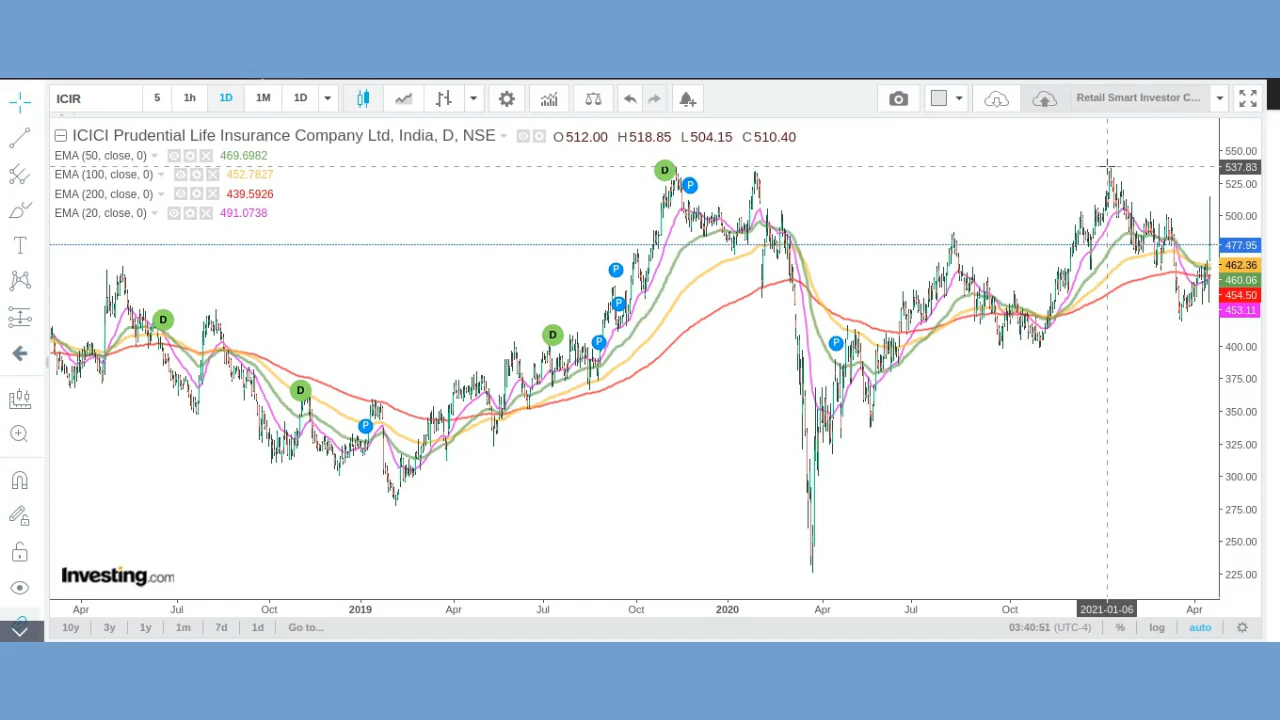 ICIR 5 1h 1D 1M 1D Retail Smart Investor C...
ICICI Prudential Life Insurance Company Ltd, India, D, NSE O 512.00 H 518.85 L 504.15 C 510.40
EMA (50, close, 0) 469.6982
EMA (100, close, 0) 452.7827
EMA (200, close, 0) 439.5926
EMA (20, close, 0) 491.0738
550.00
537.83
525.00
500.00
477.95
462.36
460.06
454.50
453.11
400.00
375.00
350.00
325.00
300.00
275.00
250.00
225.00
D
P
P
P
D
D
P
P
D
P
T
Investing.com
Apr Jul Oct 2019 Apr Jul Oct 2020 Apr Jul Oct 2021-01-06 Apr
10y 3y 1y 1m 7d 1d Go to... 03:40:51 (UTC-4) % log auto